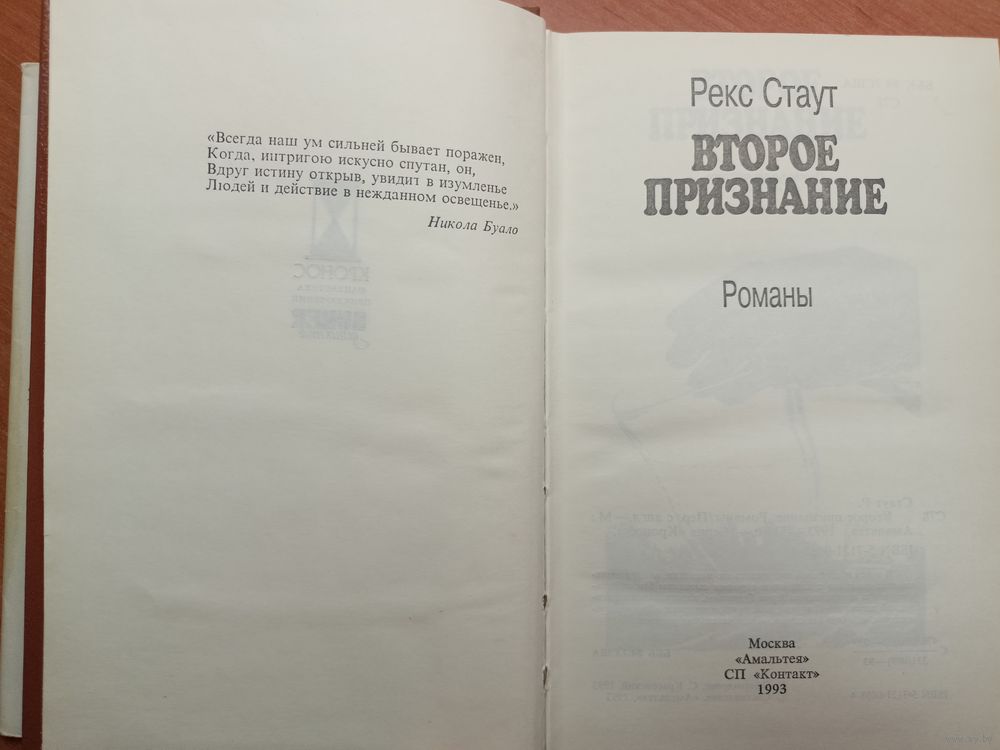 «Всегда наш ум сильней бывает поражен,
Когда, интригою искусно спутан, он,
Вдруг истину открыв, увидит в изумленье
Людей и действие в нежданном освещенье.»
Никола Буало
Рекс Стаут
ВТОРОЕ
ПРИЗНАНИЕ
Романы
Москва
«Амальтея»
СП «Контакт»
1993
КРОНОС